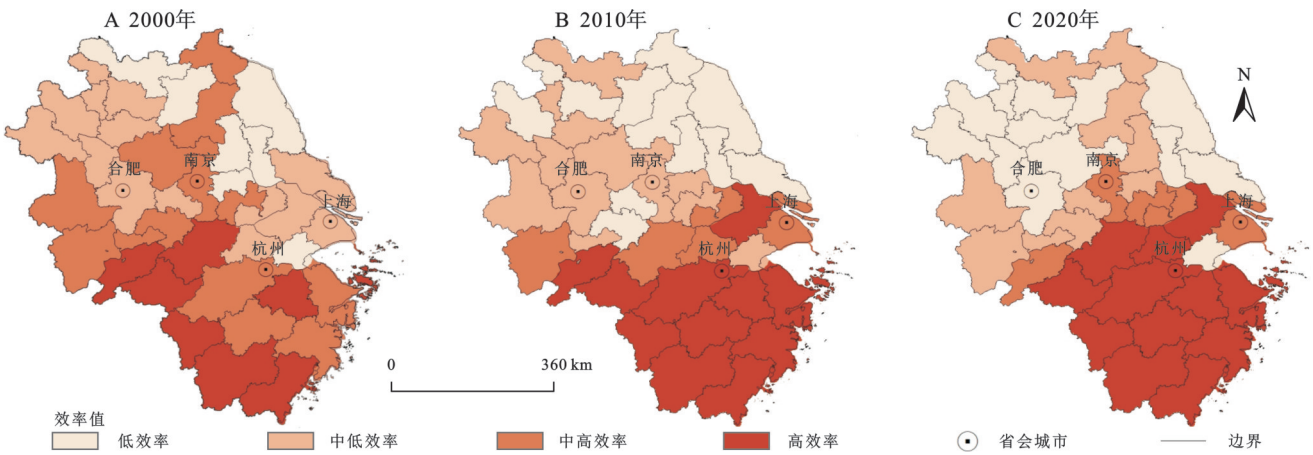 A 2000年
B 2010年
C 2020年
N
合肥
南京
上海
杭州
合肥
南京
上海
杭州
合肥
南京
上海
杭州
0
360 km
效率值
低效率
中低效率
中高效率
高效率
省会城市
边界